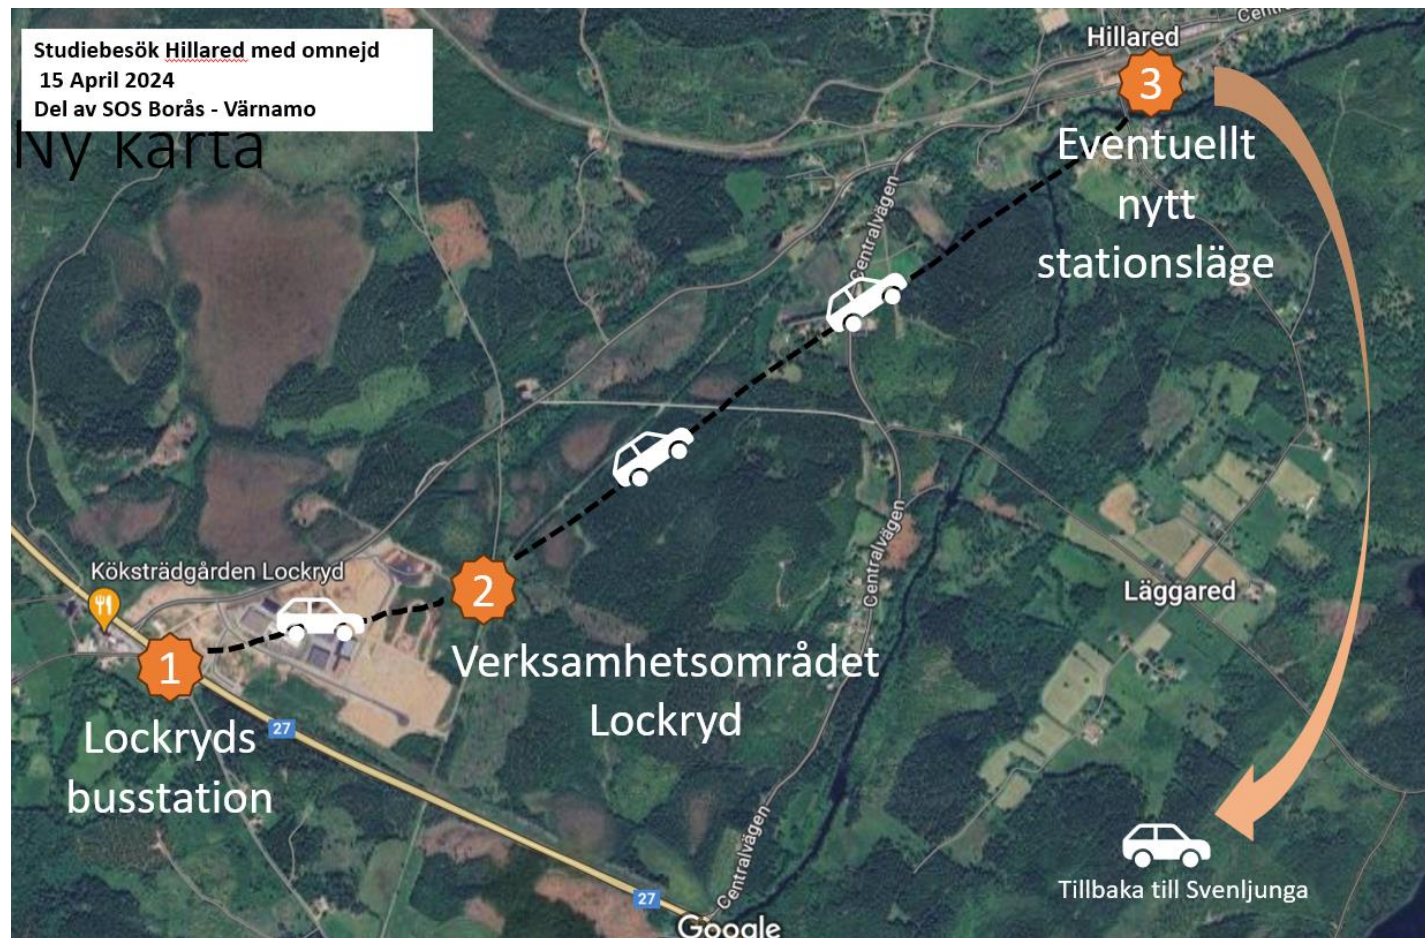 Studiebesök Hillared med omnejd
15 April 2024
Del av SOS Borås - Värnamo
Ny karta
Hillared
3
Eventuellt
nytt
stationsläge
Centralvägen
Köksträdgården Lockryd
2
1
Verksamhetsområdet
Lockryd
Lockryds
busstation
27
Centralvägen
Läggared
Centralvägen
27
Tillbaka till Svenljunga
Google